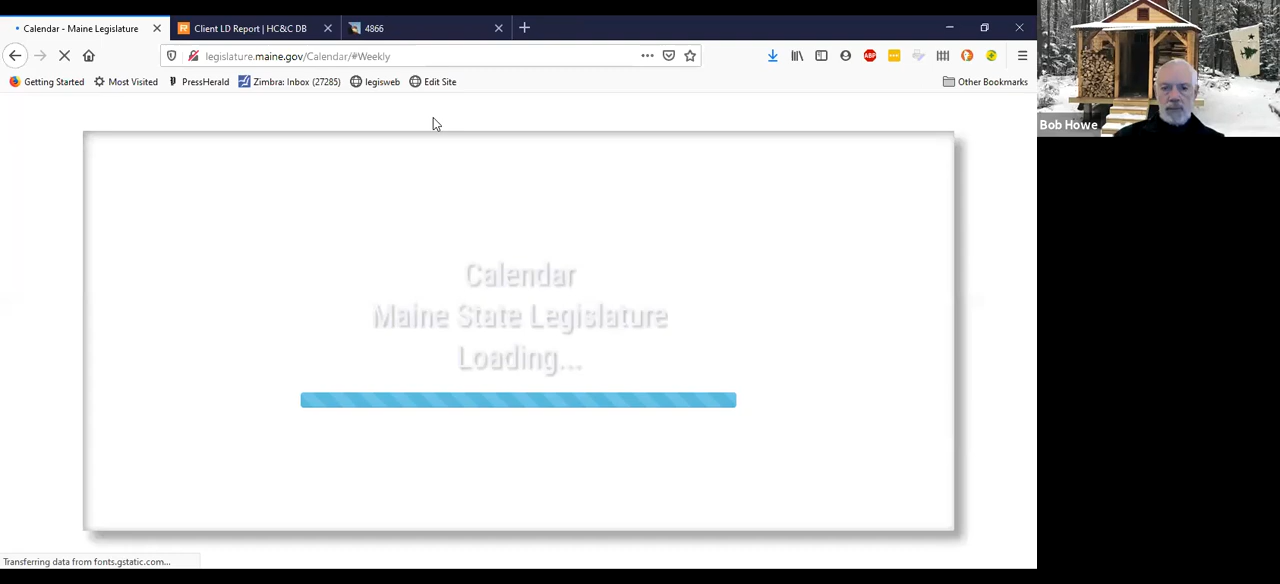 Calendar - Maine Legislature
Client LD Report | HC&C DB
4866
legislature.maine.gov/Calendar/#Weekly
ABP
Getting Started
Most Visited
PressHerald
Zimbra: Inbox (27285)
legisweb
Edit Site
Other Bookmarks
Bob Howe
Calendar
Maine State Legislature
Loading...
Transferring data from fonts.gstatic.com...